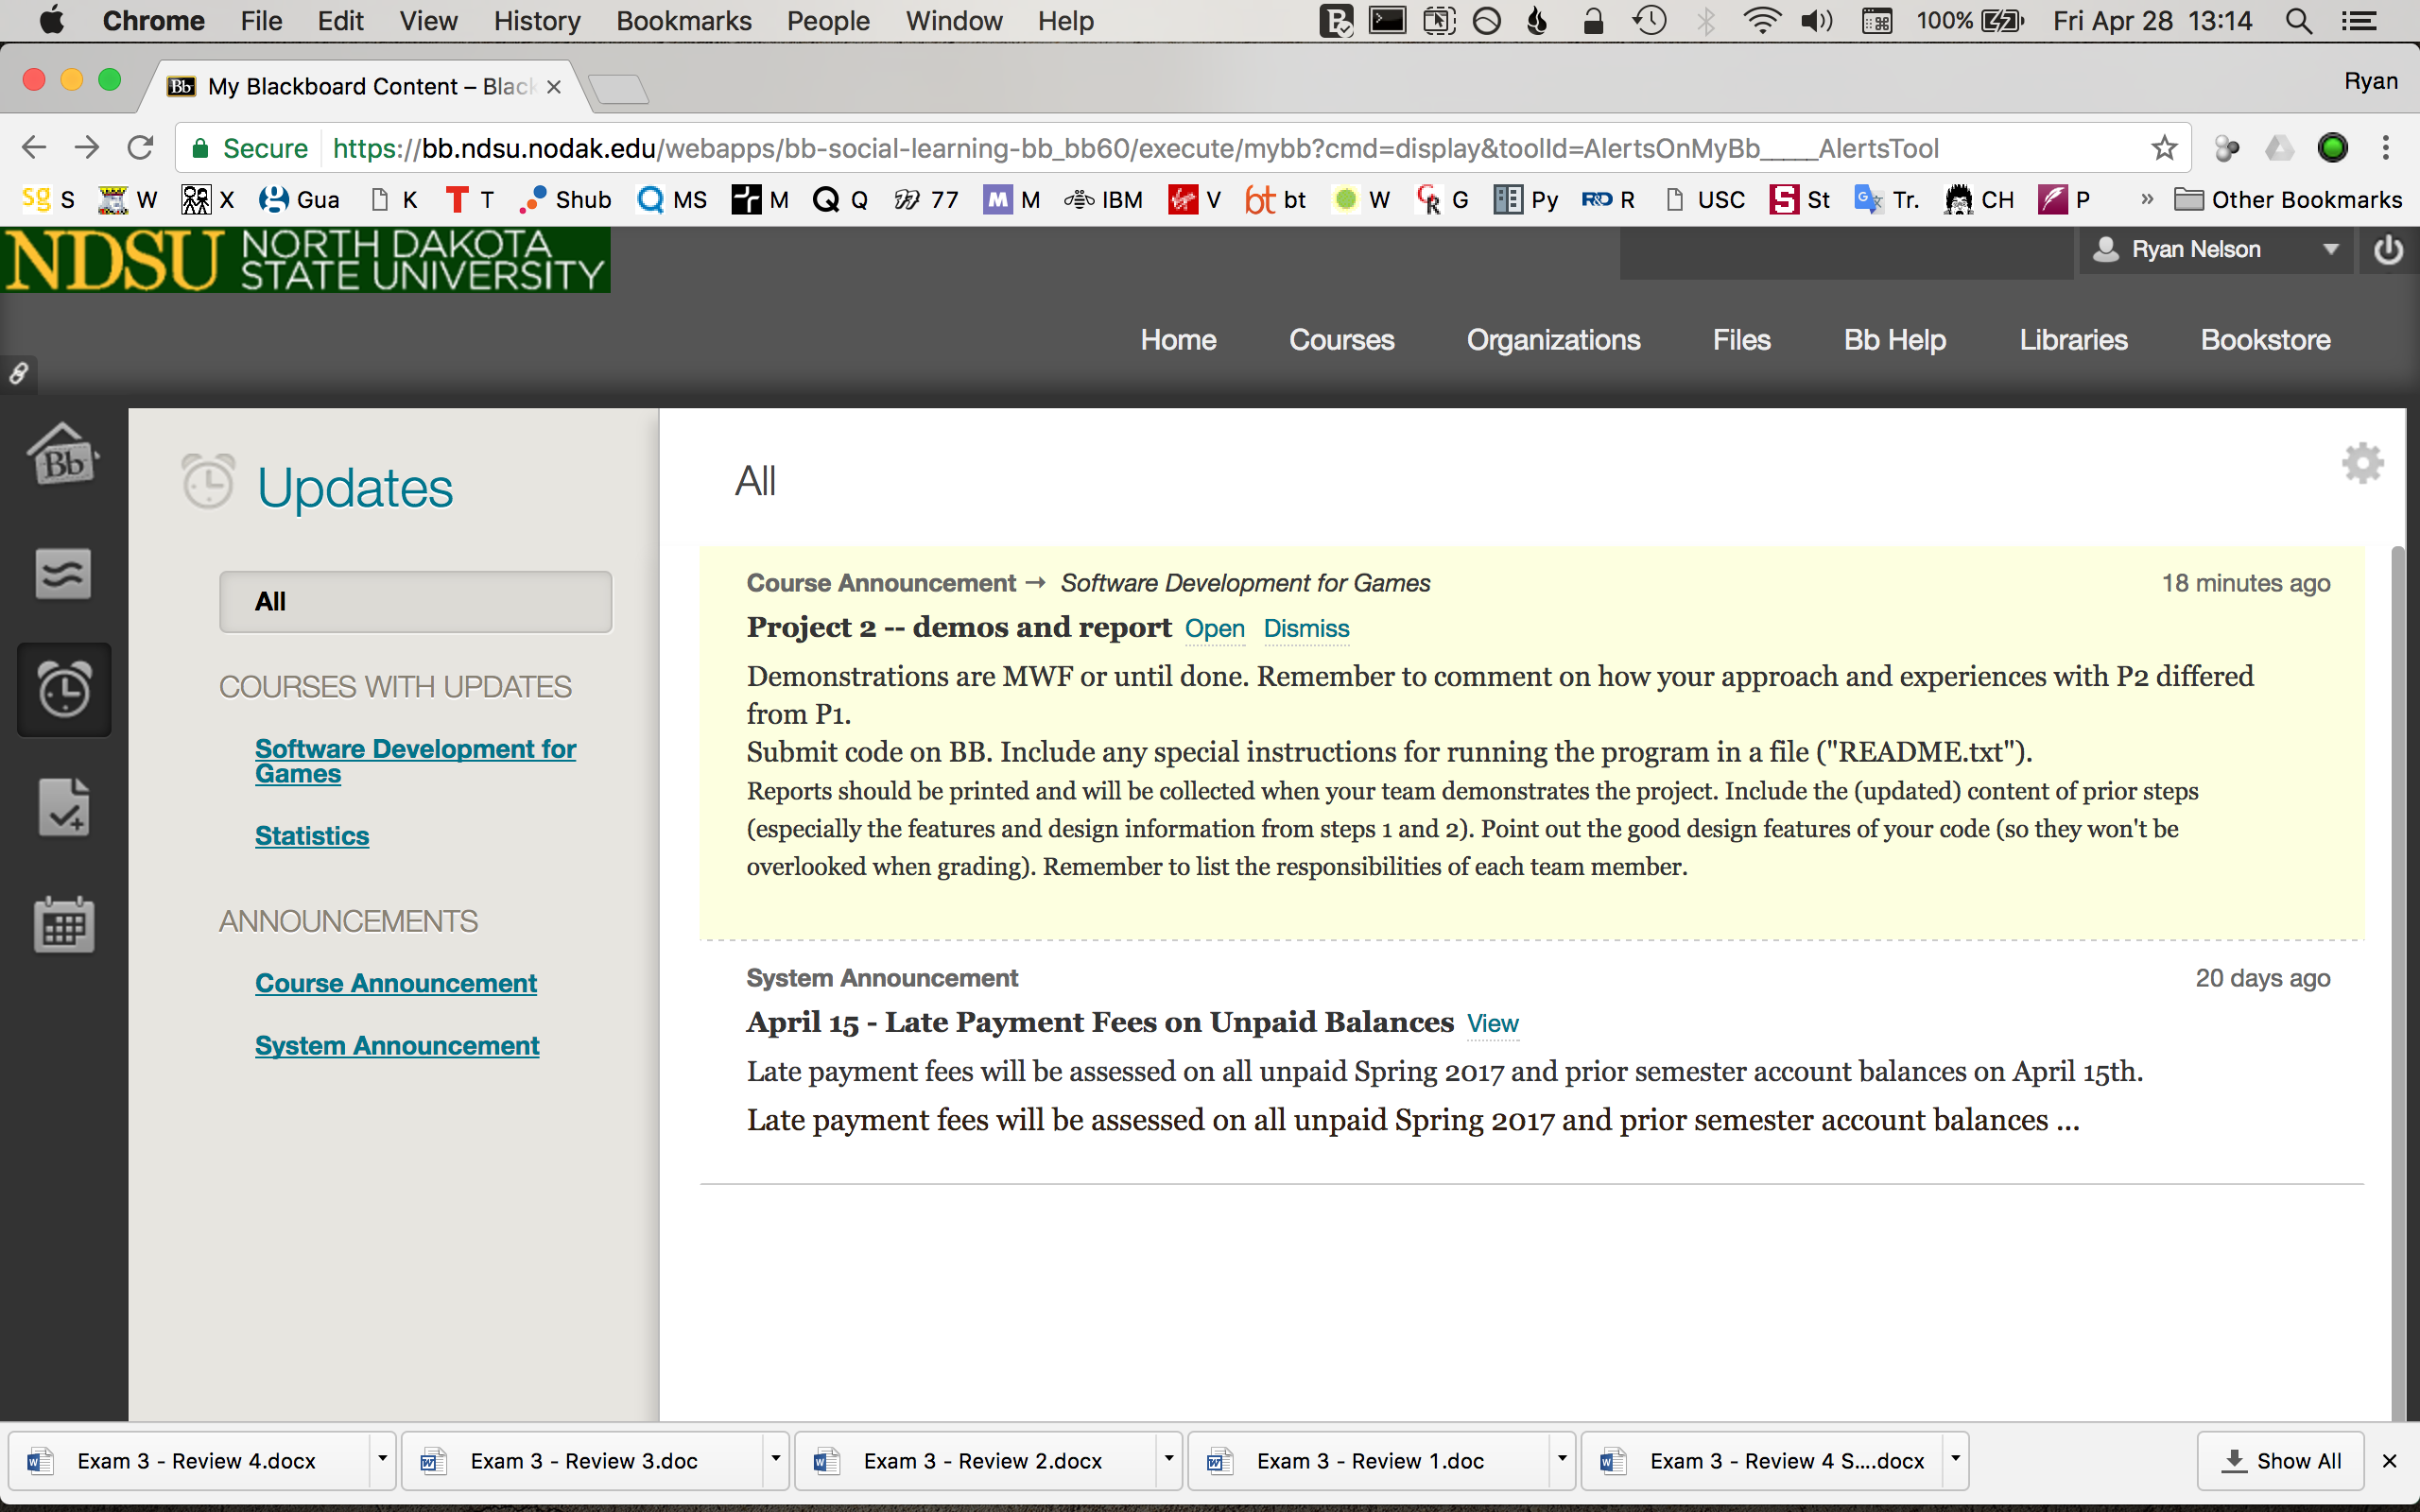 Chrome File Edit View History Bookmarks People Window Help 100% Fri Apr 28 13:14
Bb My Blackboard Content – Black Ryan
Secure https://bb.ndsu.nodak.edu/webapps/bb-social-learning-bb_bb60/execute/mybb?cmd=display&toolId=AlertsOnMyBb_____AlertsTool
sg S W X Gua K T T Shub MS M Q Q 77 M M IBM V bt bt W G Py R&D R USC S St Tr. CH P » Other Bookmarks
NDSU NORTH DAKOTA
STATE UNIVERSITY
Ryan Nelson
Home Courses Organizations Files Bb Help Libraries Bookstore
Bb
Updates
All
COURSES WITH UPDATES
Software Development for
Games
Statistics
ANNOUNCEMENTS
Course Announcement
System Announcement
All
Course Announcement → Software Development for Games 18 minutes ago
Project 2 -- demos and report Open Dismiss
Demonstrations are MWF or until done. Remember to comment on how your approach and experiences with P2 differed
from P1.
Submit code on BB. Include any special instructions for running the program in a file ("README.txt").
Reports should be printed and will be collected when your team demonstrates the project. Include the (updated) content of prior steps
(especially the features and design information from steps 1 and 2). Point out the good design features of your code (so they won't be
overlooked when grading). Remember to list the responsibilities of each team member.
System Announcement 20 days ago
April 15 - Late Payment Fees on Unpaid Balances View
Late payment fees will be assessed on all unpaid Spring 2017 and prior semester account balances on April 15th.
Late payment fees will be assessed on all unpaid Spring 2017 and prior semester account balances ...
Exam 3 - Review 4.docx Exam 3 - Review 3.doc Exam 3 - Review 2.docx Exam 3 - Review 1.doc Exam 3 - Review 4 S....docx Show All